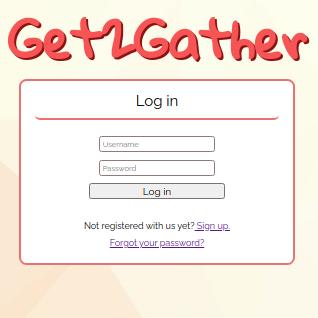 Get2Gather
Log in
Username
Password
Log in
Not registered with us yet? Sign up.
Forgot your password?